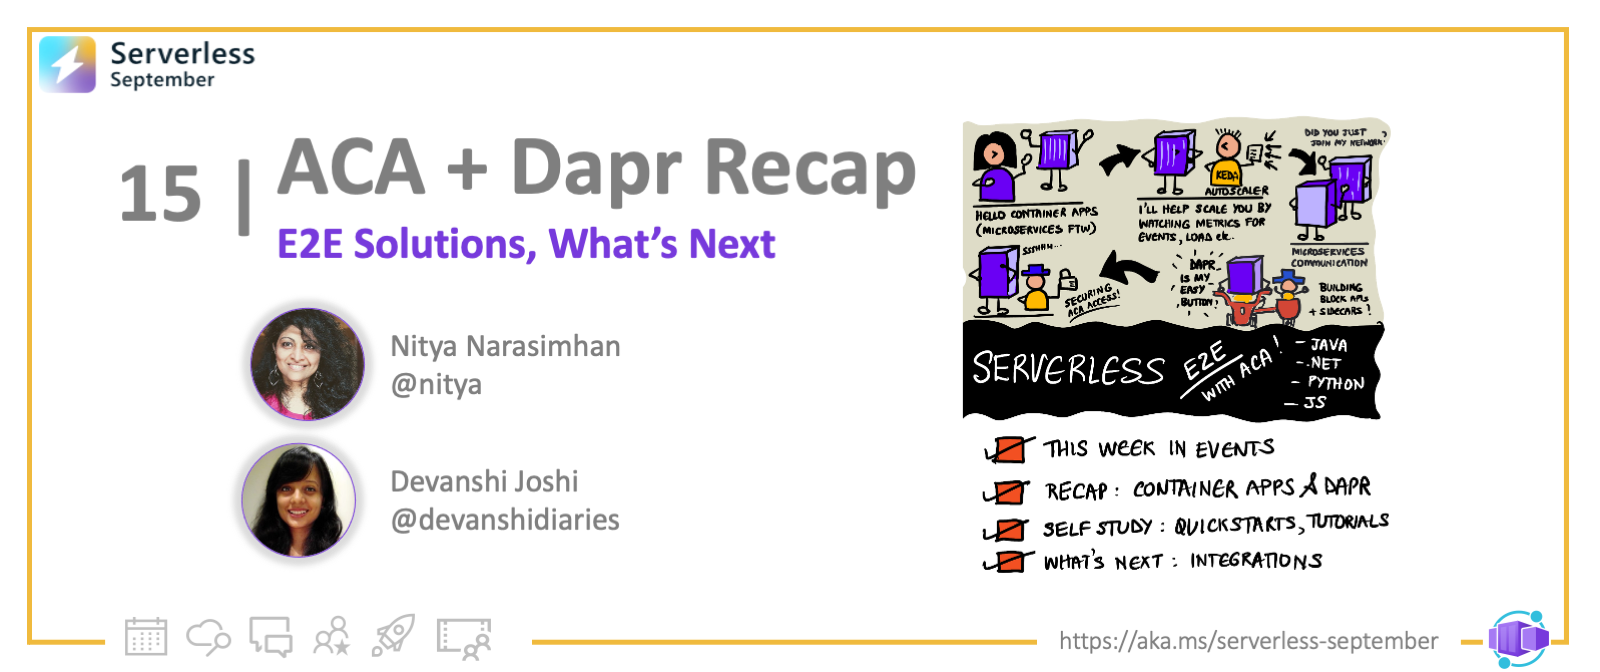 Serverless
September
15 |
ACA + Dapr Recap
E2E Solutions, What's Next
Nitya Narasimhan
@nitya
Devanshi Joshi
@devanshidiaries
HELLO CONTAINER APPS
(MICROSERVICES FTW)
KEDA
AUTOSCALER
I'LL HELP SCALE YOU BY
WATCHING METRICS FOR
EVENTS, LOAD etc.
DID YOU JUST
JOIN MY NETWORK?
MICROSERVICES
COMMUNICATION
SSHHH...
SECURING
ACA ACCESS!
DAPR
IS MY
EASY
BUTTON!
BUILDING
BLOCK APIs
+ SIDECARS!
SERVERLESS
E2E
WITH ACA!
- JAVA
- .NET
- PYTHON
- JS
THIS WEEK IN EVENTS
RECAP: CONTAINER APPS & DAPR
SELF STUDY: QUICKSTARTS, TUTORIALS
WHAT'S NEXT: INTEGRATIONS
https://aka.ms/serverless-september